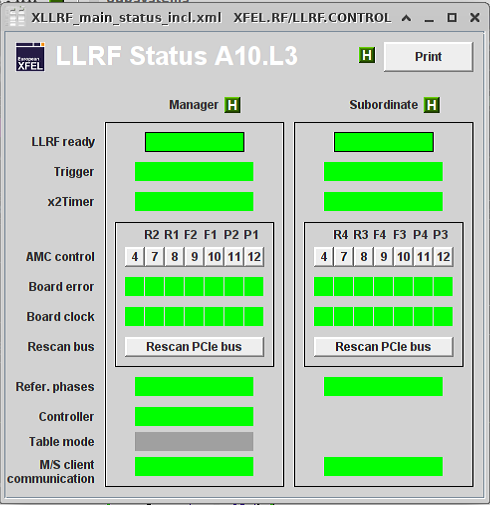 XLLRF_main_status_incl.xml XFEL.RF/LLRF.CONTROL
European
XFEL
LLRF Status A10.L3
H
Print
Manager H
Subordinate H
LLRF ready
Trigger
x2Timer
R2 R1 F2 F1 P2 P1
R4 R3 F4 F3 P4 P3
AMC control
4 7 8 9 10 11 12
4 7 8 9 10 11 12
Board error
Board clock
Rescan bus
Rescan PCIe bus
Rescan PCIe bus
Refer. phases
Controller
Table mode
M/S client
communication